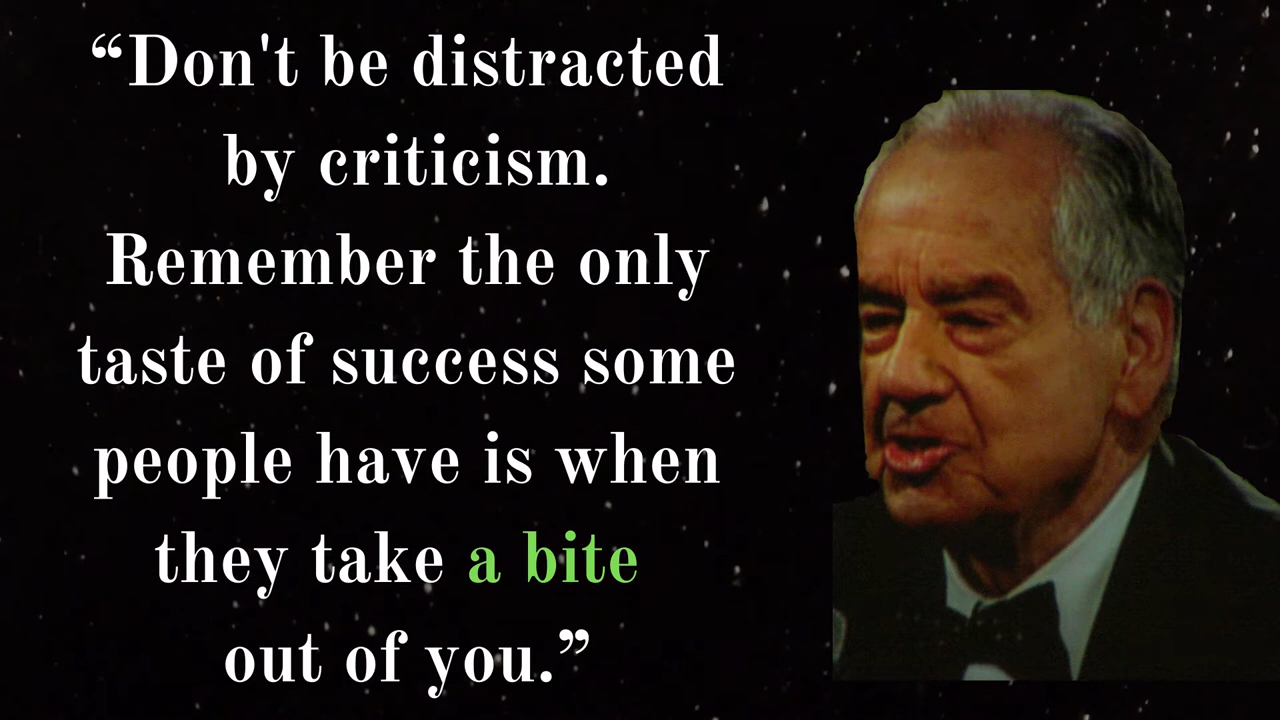 “Don't be distracted
by criticism.
Remember the only
taste of success some
people have is when
they take a bite
out of you.”